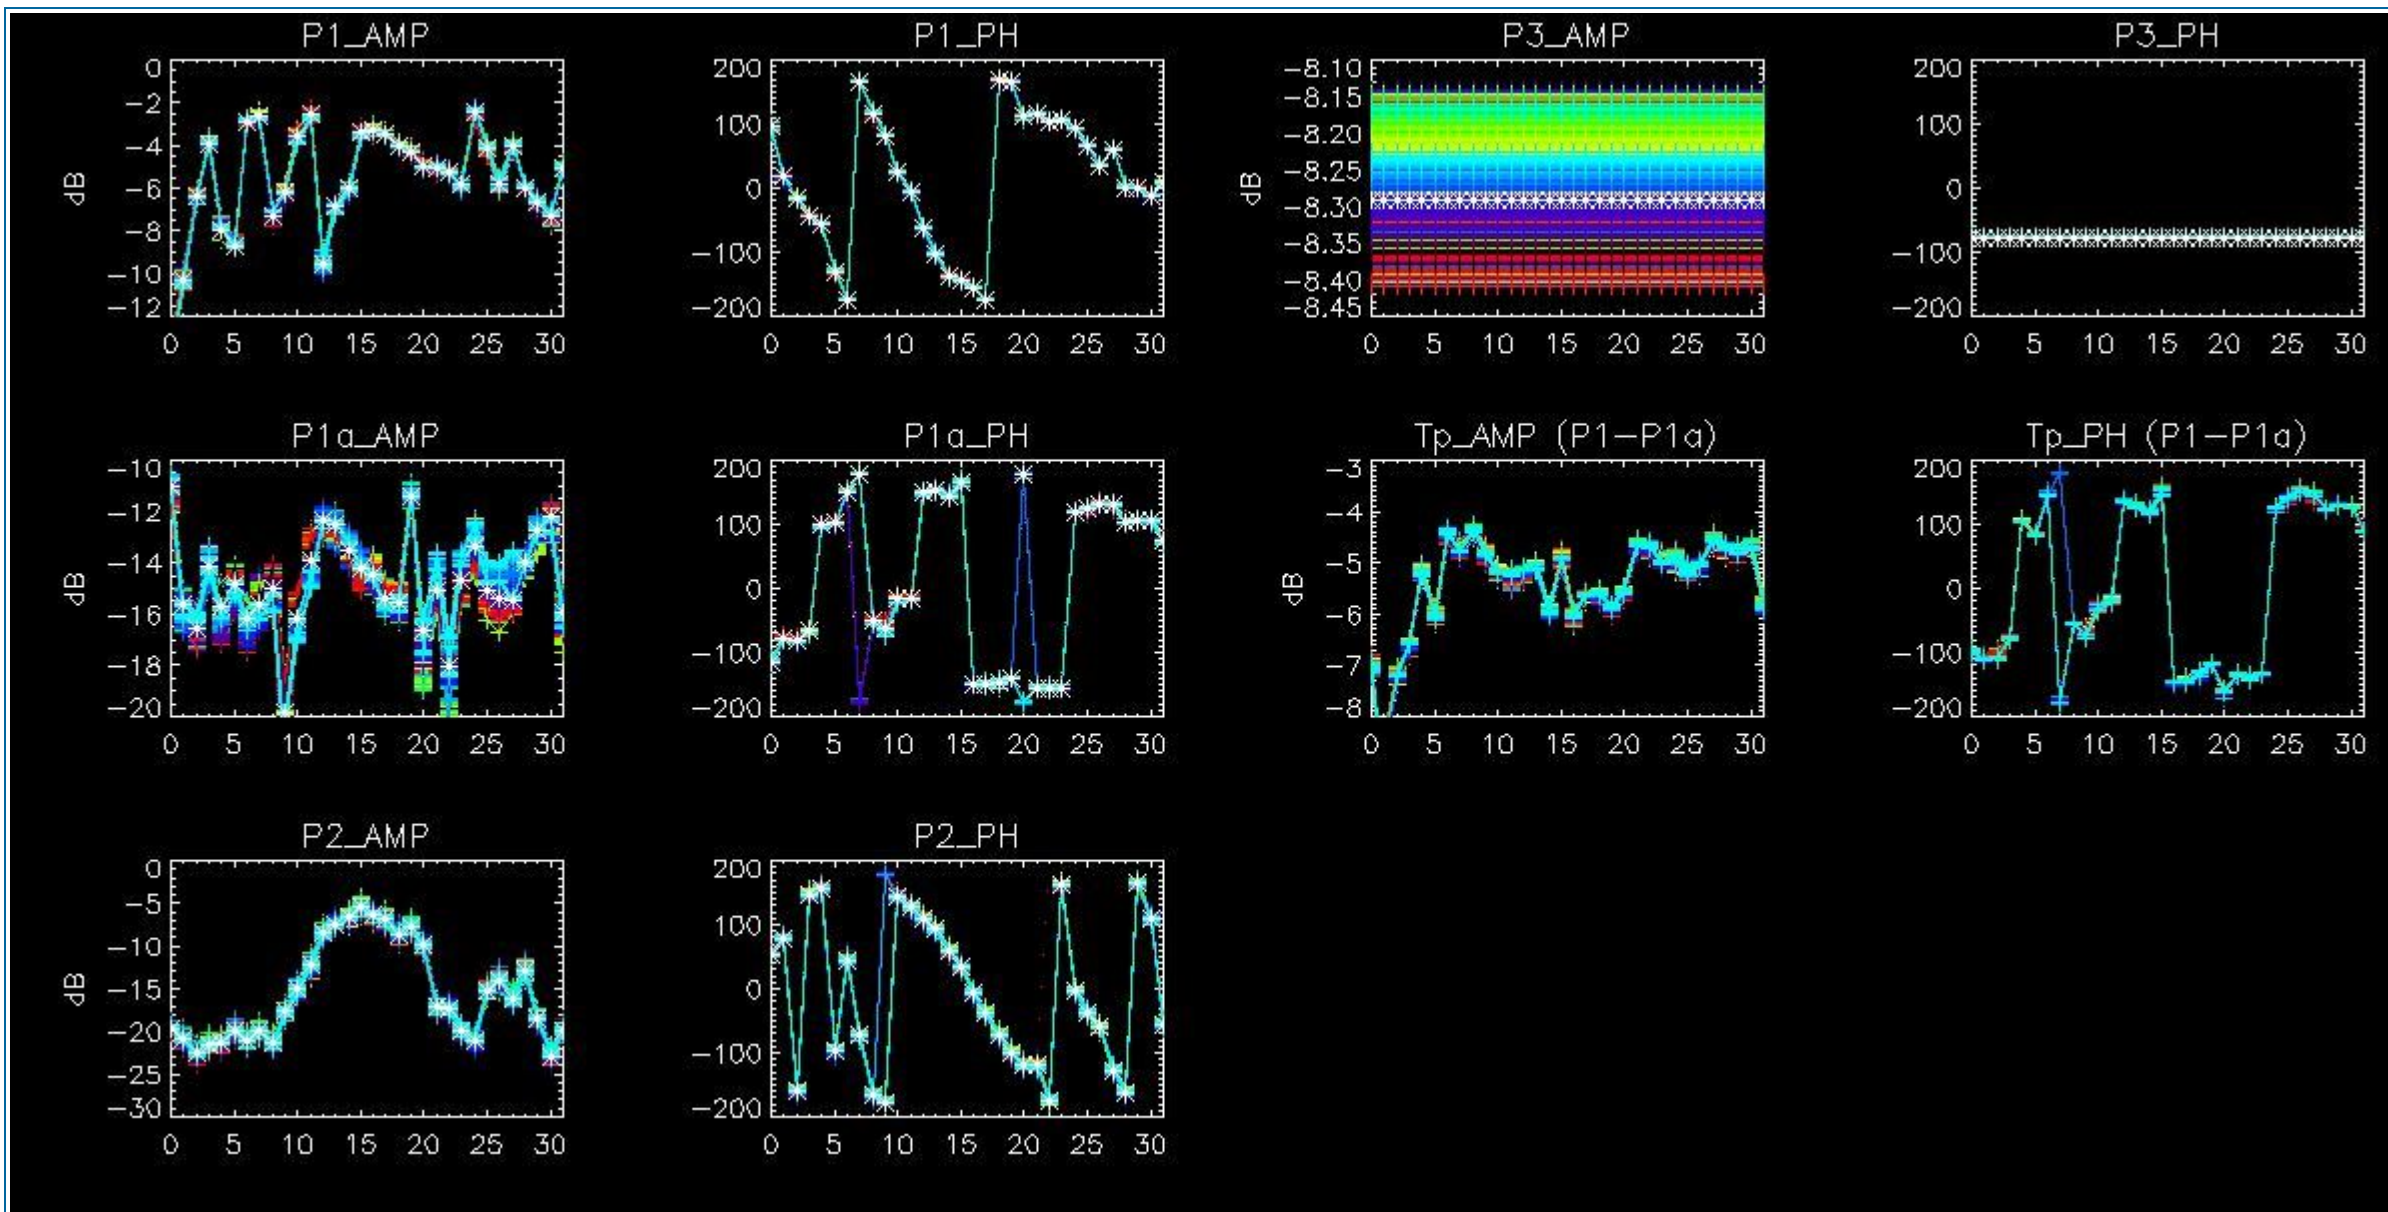 P1_AMP P1_PH P3_AMP P3_PH
0 200 −8.10 200
−2 100 −8.15 100
−4 0 −8.20 0
−6 −100 −8.25 −100
−8 −200 −8.30 −200
−10 −8.35
−12 −8.40
−8.45
dB dB
0 5 10 15 20 25 30 0 5 10 15 20 25 30 0 5 10 15 20 25 30 0 5 10 15 20 25 30
P1a_AMP P1a_PH Tp_AMP (P1−P1a) Tp_PH (P1−P1a)
−10 200 −3 200
−12 100 −4 100
−14 0 −5 0
−16 −100 −6 −100
−18 −200 −7 −200
−20 −8
dB dB
0 5 10 15 20 25 30 0 5 10 15 20 25 30 0 5 10 15 20 25 30 0 5 10 15 20 25 30
P2_AMP P2_PH
0 200
−5 100
−10 0
−15 −100
−20 −200
−25
−30
dB
0 5 10 15 20 25 30 0 5 10 15 20 25 30